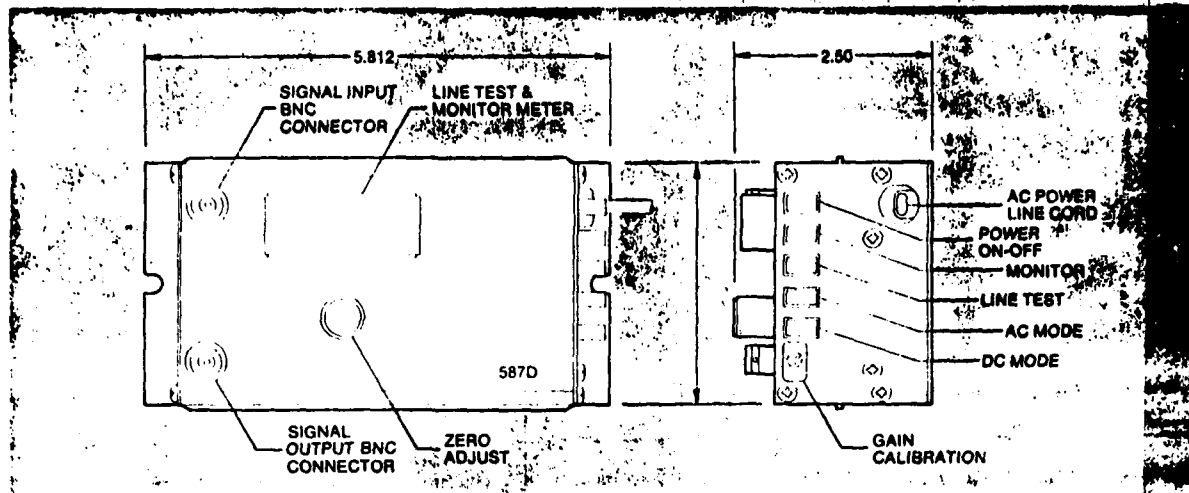 5.812
2.50
SIGNAL INPUT
BNC
CONNECTOR
LINE TEST &
MONITOR METER
AC POWER
LINE CORD
POWER
ON-OFF
MONITOR
LINE TEST
AC MODE
DC MODE
587D
SIGNAL
OUTPUT BNC
CONNECTOR
ZERO
ADJUST
GAIN
CALIBRATION